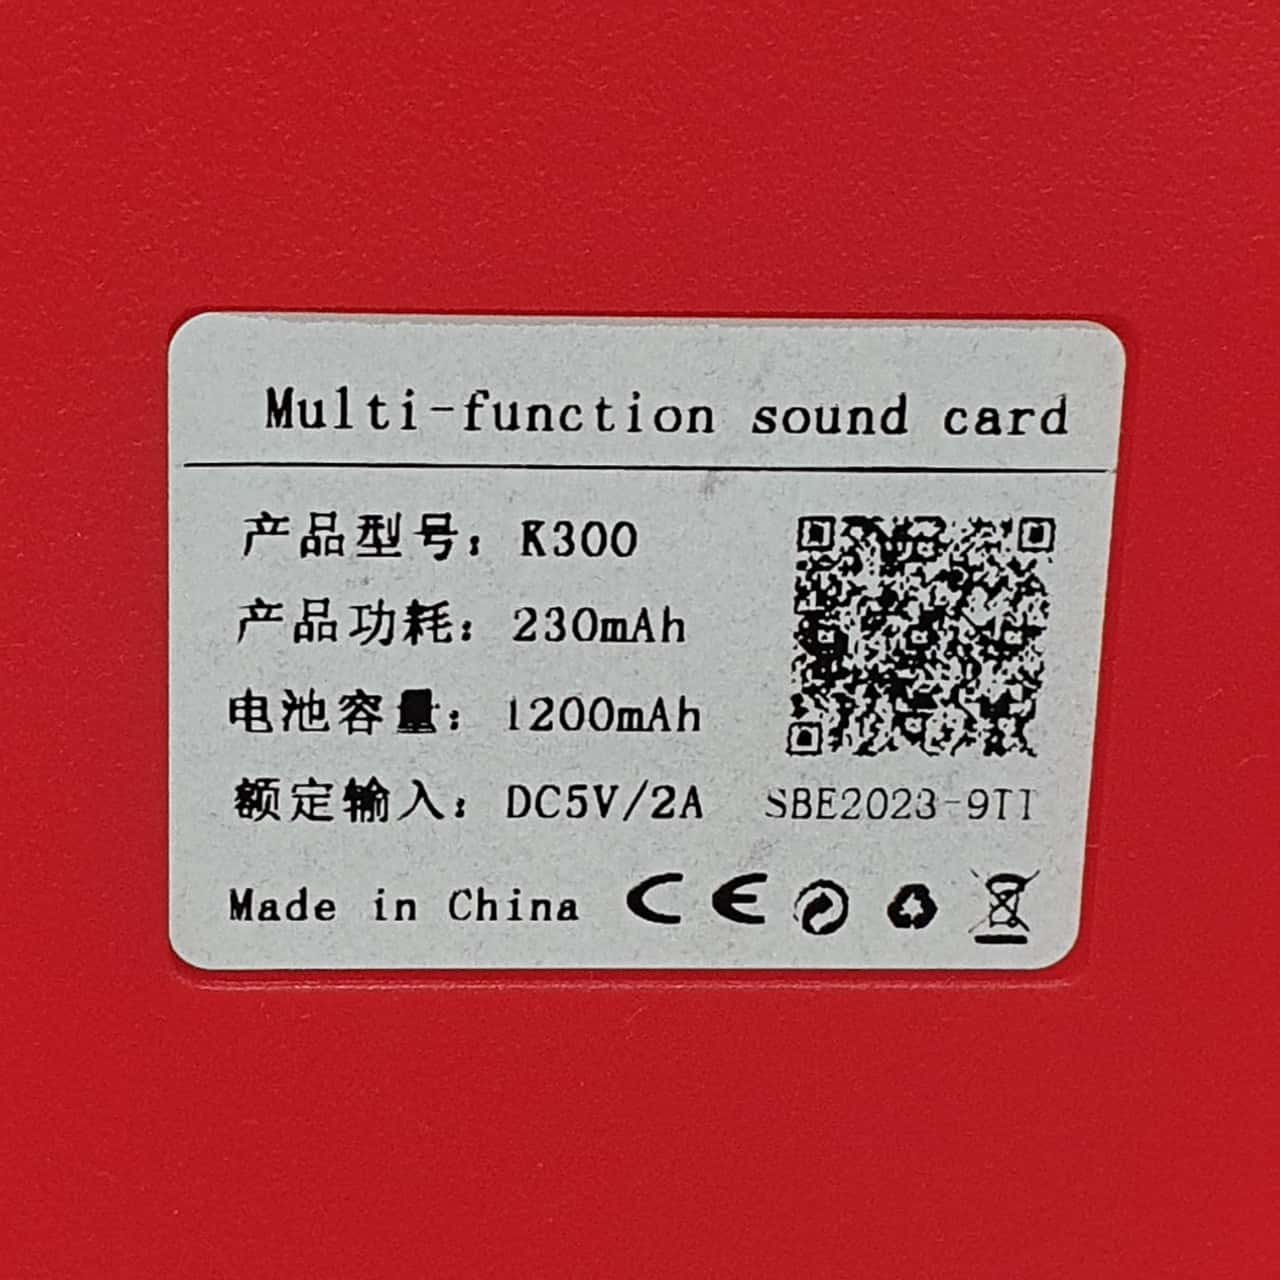 Multi-function sound card
产品型号：K300
产品功耗：230mAh
电池容量：1200mAh
额定输入：DC5V/2A
SBE2023-9TT
Made in China CE